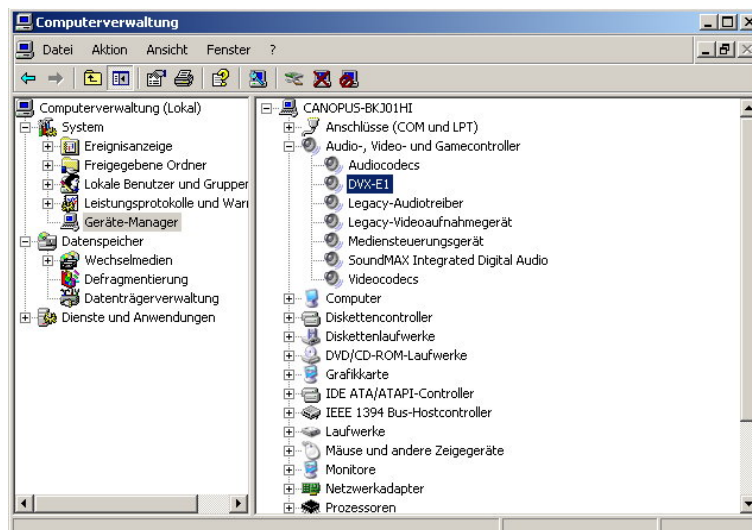 Computerverwaltung
Datei Aktion Ansicht Fenster ?
Computerverwaltung (Lokal)
System
Ereignisanzeige
Freigegebene Ordner
Lokale Benutzer und Gruppen
Leistungsprotokolle und Warn
Geräte-Manager
Datenspeicher
Wechselmedien
Defragmentierung
Datenträgerverwaltung
Dienste und Anwendungen
CANOPUS-BKJ01HI
Anschlüsse (COM und LPT)
Audio-, Video- und Gamecontroller
Audiocodecs
DVX-E1
Legacy-Audiotreiber
Legacy-Videoaufnahmegerät
Mediensteuerungsgerät
SoundMAX Integrated Digital Audio
Videocodecs
Computer
Diskettencontroller
Diskettenlaufwerke
DVD/CD-ROM-Laufwerke
Grafikkarte
IDE ATA/ATAPI-Controller
IEEE 1394 Bus-Hostcontroller
Laufwerke
Mäuse und andere Zeigegeräte
Monitore
Netzwerkadapter
Prozessoren